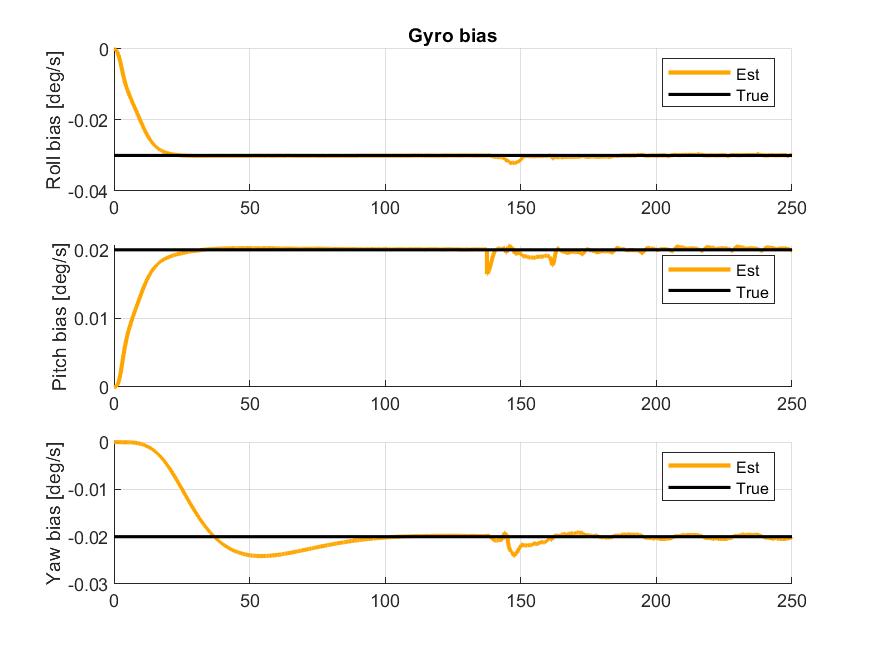 Gyro bias
Roll bias [deg/s]
0
-0.02
-0.04
0 50 100 150 200 250
Est
True
Pitch bias [deg/s]
0.02
0.01
0
0 50 100 150 200 250
Est
True
Yaw bias [deg/s]
0
-0.01
-0.02
-0.03
0 50 100 150 200 250
Est
True